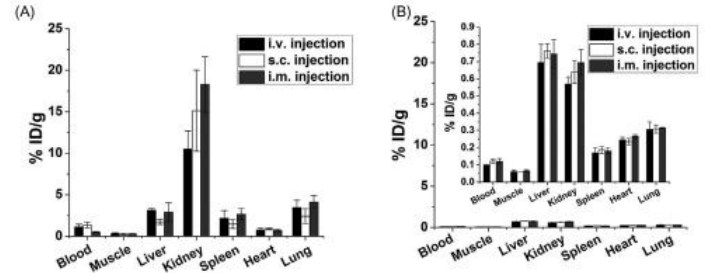 (A)
i.v. injection
s.c. injection
i.m. injection
% ID/g
25
20
15
10
5
0
Blood
Muscle
Liver
Kidney
Spleen
Heart
Lung
(B)
i.v. injection
s.c. injection
i.m. injection
% ID/g
25
20
15
10
5
0
% ID/g
0.9
0.8
0.7
0.6
0.5
0.4
0.3
0.2
0.1
0.0
Blood
Muscle
Liver
Kidney
Spleen
Heart
Lung
Blood
Muscle
Liver
Kidney
Spleen
Heart
Lung